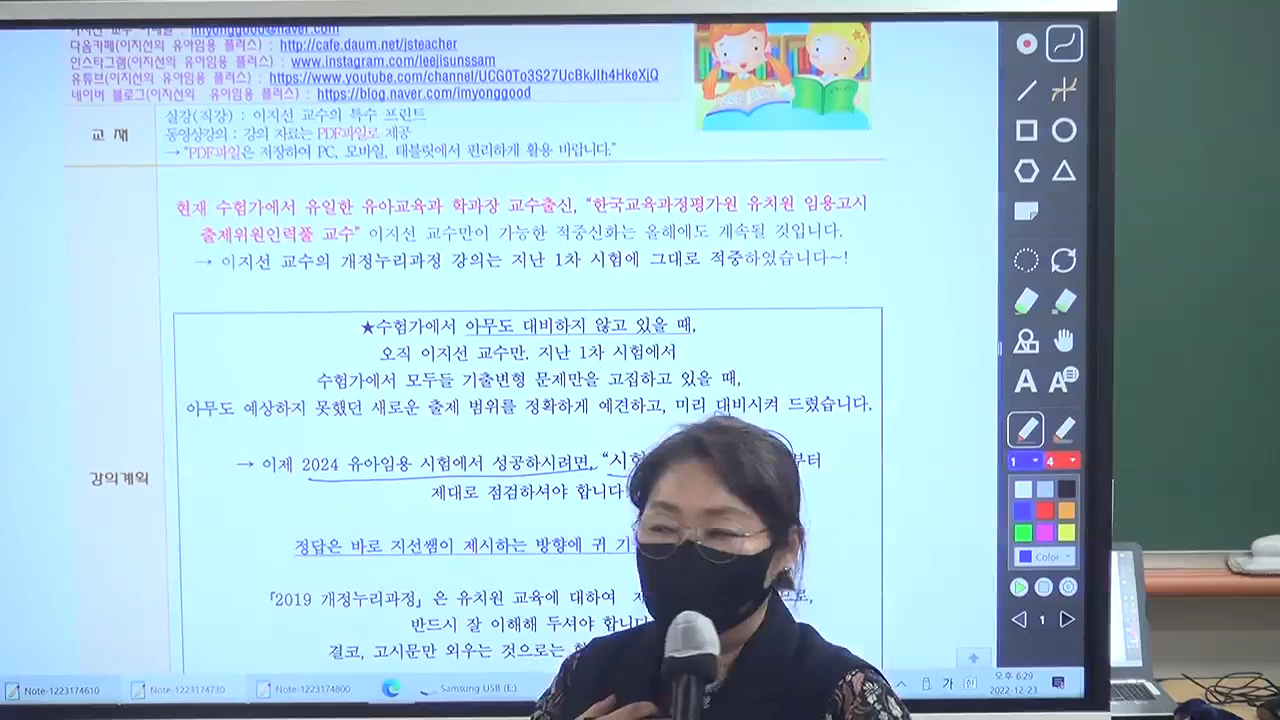 다음카페(이지선의 유아임용 플러스) : http://cafe.daum.net/jsteacher
인스타그램(이지선의 유아임용 플러스) : www.instagram.com/leejisunssam
유튜브(이지선의 유아임용 플러스) : https://www.youtube.com/channel/UCG0To3S27UcBkJIh4HkeXjQ
네이버 블로그(이지선의 유아임용 플러스) : https://blog.naver.com/imyonggood
교 재
실강(직강) : 이지선 교수의 특수 프린트
동영상강의 : 강의 자료는 PDF파일로 제공
→ "PDF파일은 저장하여 PC, 모바일, 태블릿에서 편리하게 활용 바랍니다."
현재 수험가에서 유일한 유아교육과 학과장 교수출신, "한국교육과정평가원 유치원 임용고시
출제위원인력풀 교수" 이지선 교수만이 가능한 적중신화는 올해에도 계속될 것입니다.
→ 이지선 교수의 개정누리과정 강의는 지난 1차 시험에 그대로 적중하였습니다~!
강의계획
★수험가에서 아무도 대비하지 않고 있을 때,
오직 이지선 교수만. 지난 1차 시험에서
수험가에서 모두들 기출변형 문제만을 고집하고 있을 때,
아무도 예상하지 못했던 새로운 출제 범위를 정확하게 예견하고, 미리 대비시켜 드렸습니다.
→ 이제 2024 유아임용 시험에서 성공하시려면, "시험 부터
제대로 점검하셔야 합니다
정답은 바로 지선쌤이 제시하는 방향에 귀 기
「2019 개정누리과정」은 유치원 교육에 대하여
반드시 잘 이해해 두셔야 합니다
결코, 고시문만 외우는 것으로는
A A
1 4
Color
1
Note-1223174610 Note-1223174730 Note-1223174800 Samsung USB (E:) 가 오후 6:29
2022-12-23